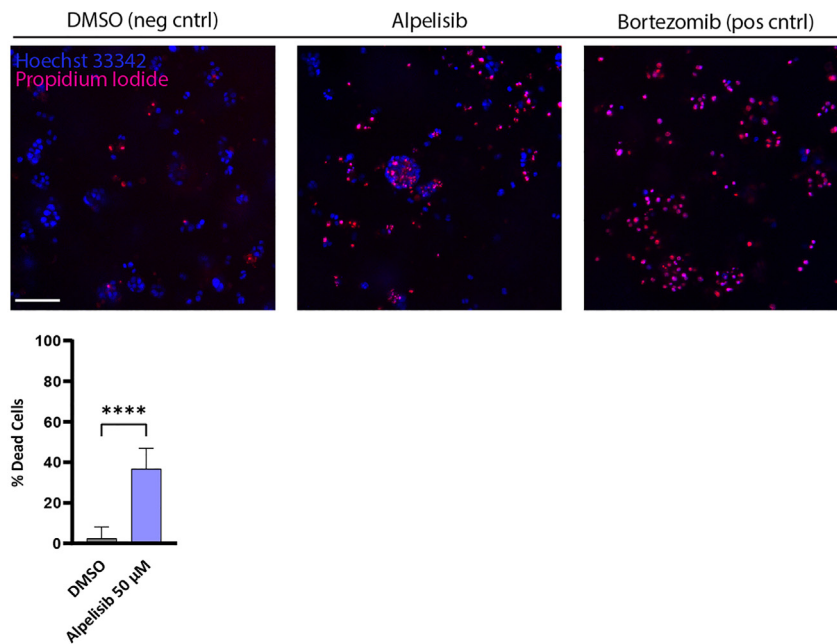 DMSO (neg cntrl) Alpelisib Bortezomib (pos cntrl)
Hoechst 33342
Propidium Iodide
100
80
60
40
20
0
% Dead Cells
****
DMSO
Alpelisib 50 µM